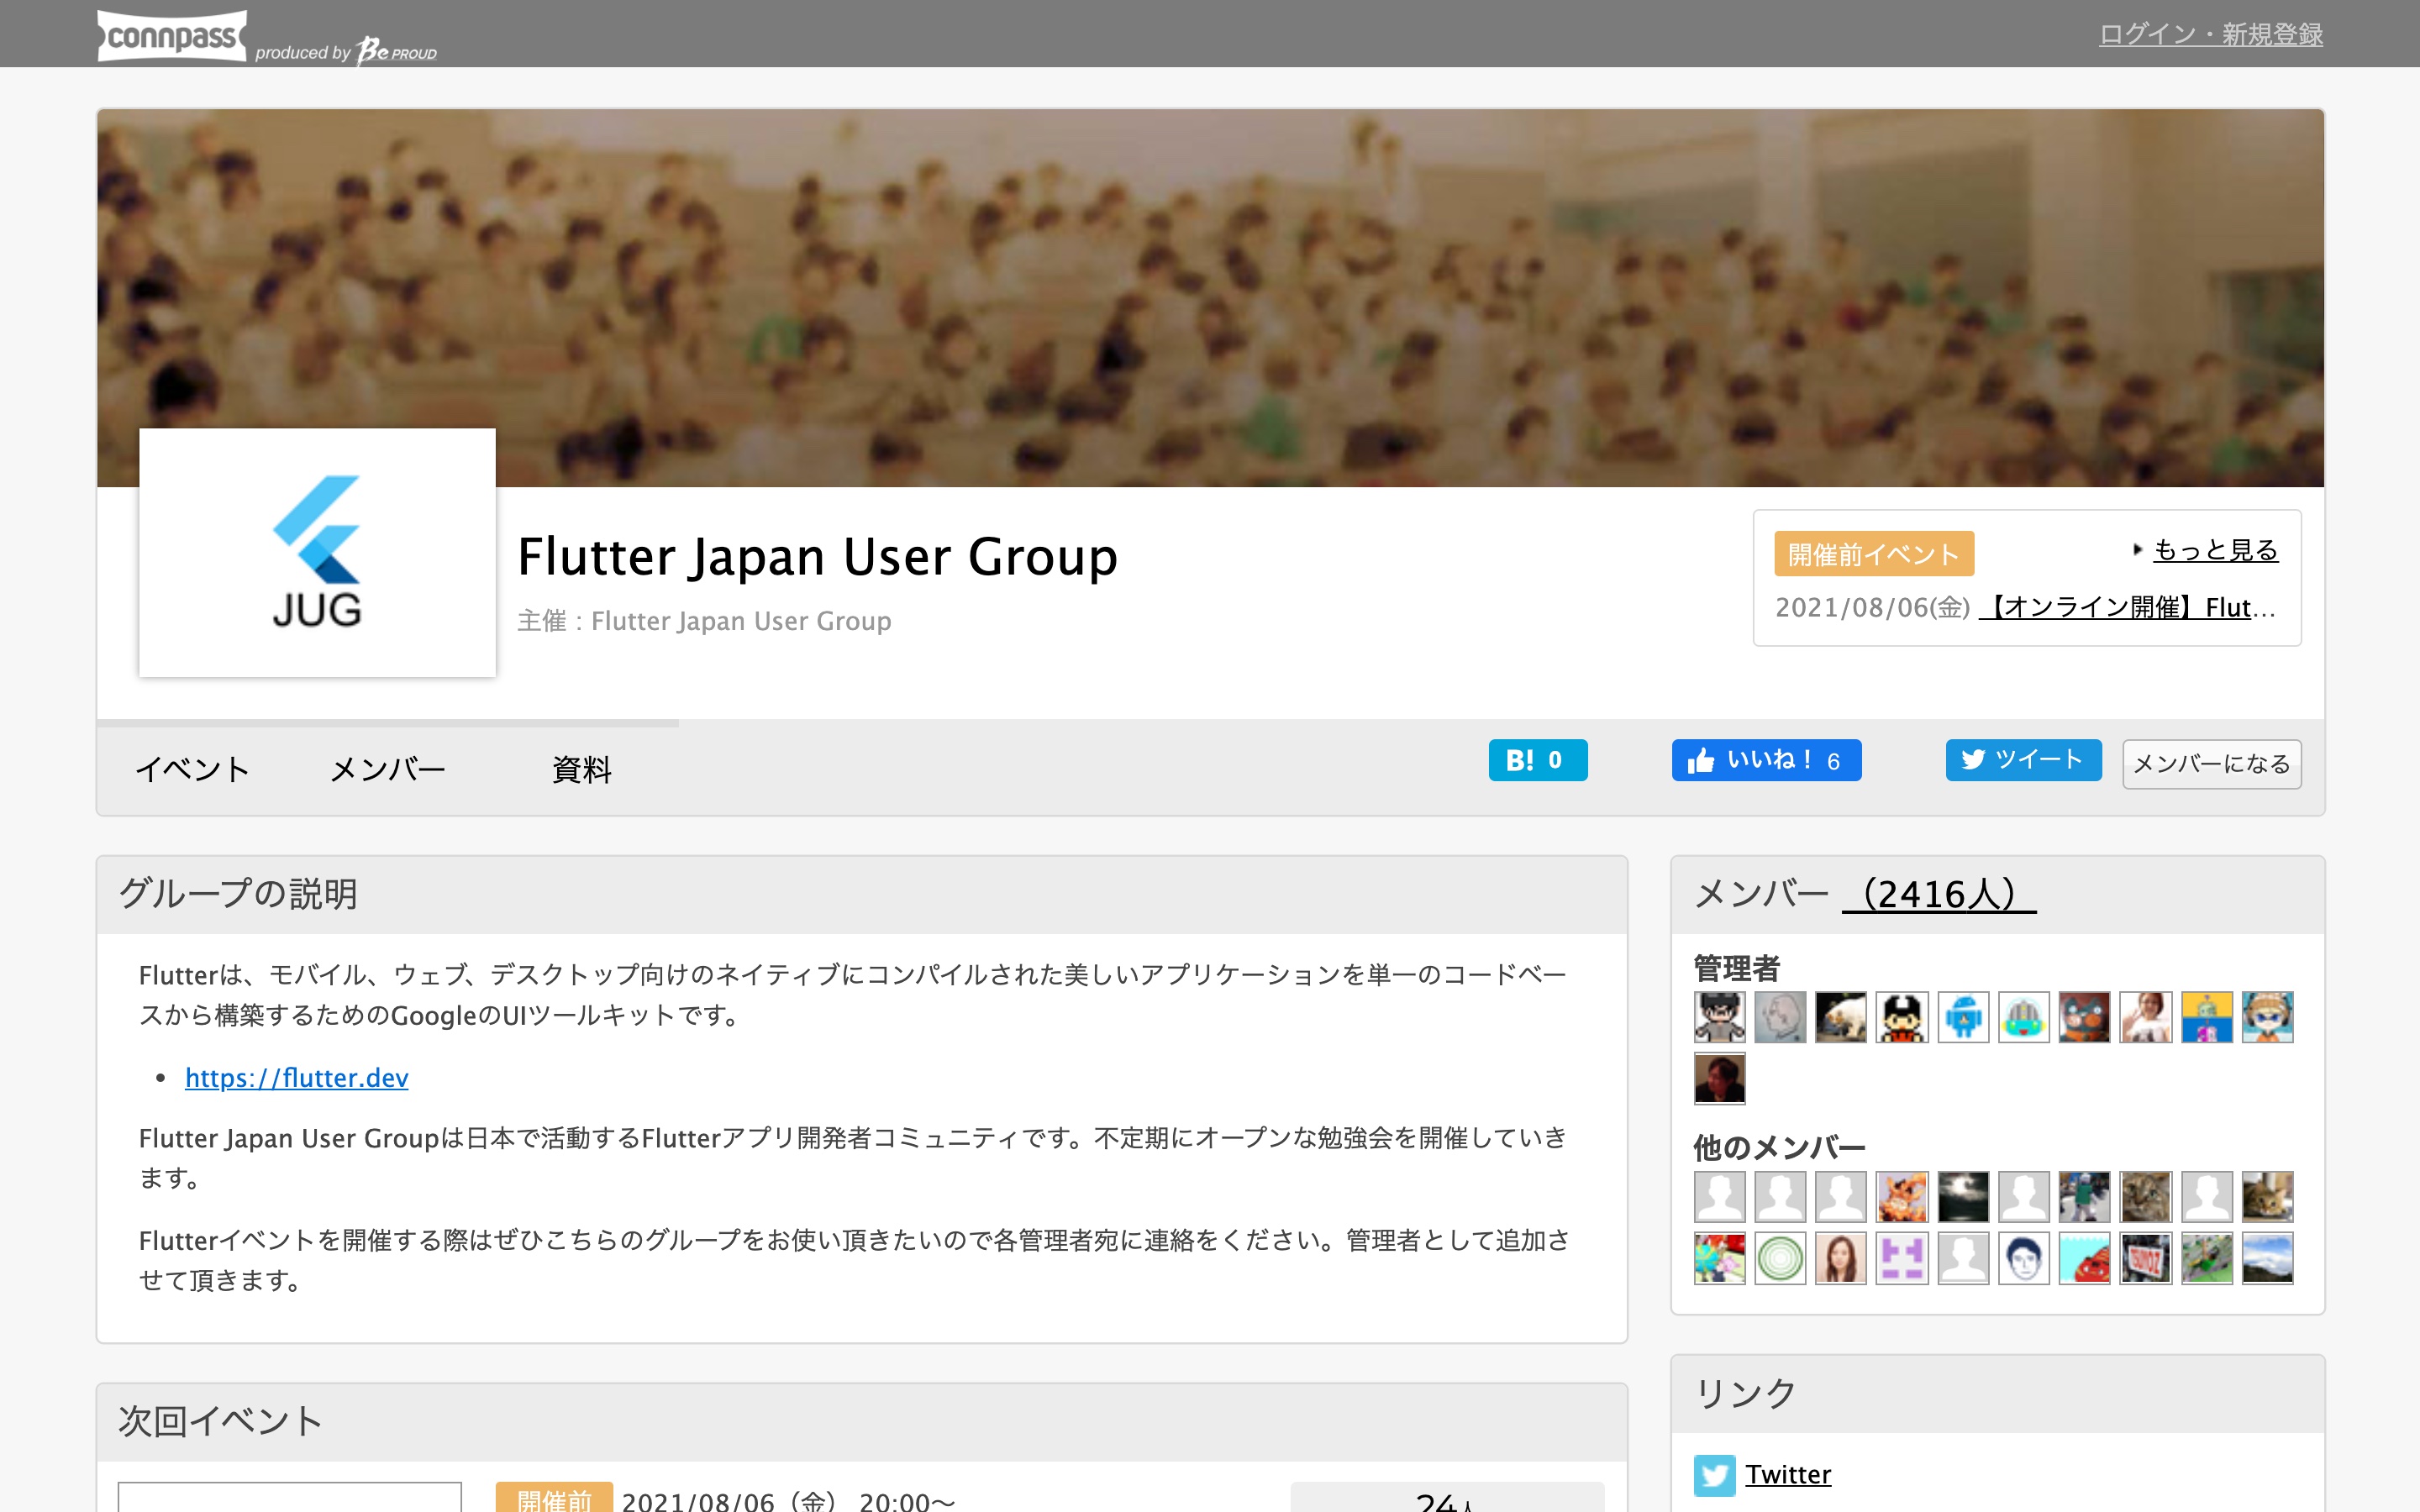 connpass produced by Be PROUD
ログイン・新規登録
JUG
Flutter Japan User Group
主催：Flutter Japan User Group
開催前イベント
もっと見る
2021/08/06(金) 【オンライン開催】Flut...
イベント
メンバー
資料
B! 0
いいね！ 6
ツイート
メンバーになる
グループの説明
Flutterは、モバイル、ウェブ、デスクトップ向けのネイティブにコンパイルされた美しいアプリケーションを単一のコードベー
スから構築するためのGoogleのUIツールキットです。
https://flutter.dev
Flutter Japan User Groupは日本で活動するFlutterアプリ開発者コミュニティです。不定期にオープンな勉強会を開催していき
ます。
Flutterイベントを開催する際はぜひこちらのグループをお使い頂きたいので各管理者宛に連絡をください。管理者として追加さ
せて頂きます。
次回イベント
開催前 2021/08/06（金） 20:00〜
24人
メンバー （2416人）
管理者
他のメンバー
リンク
Twitter